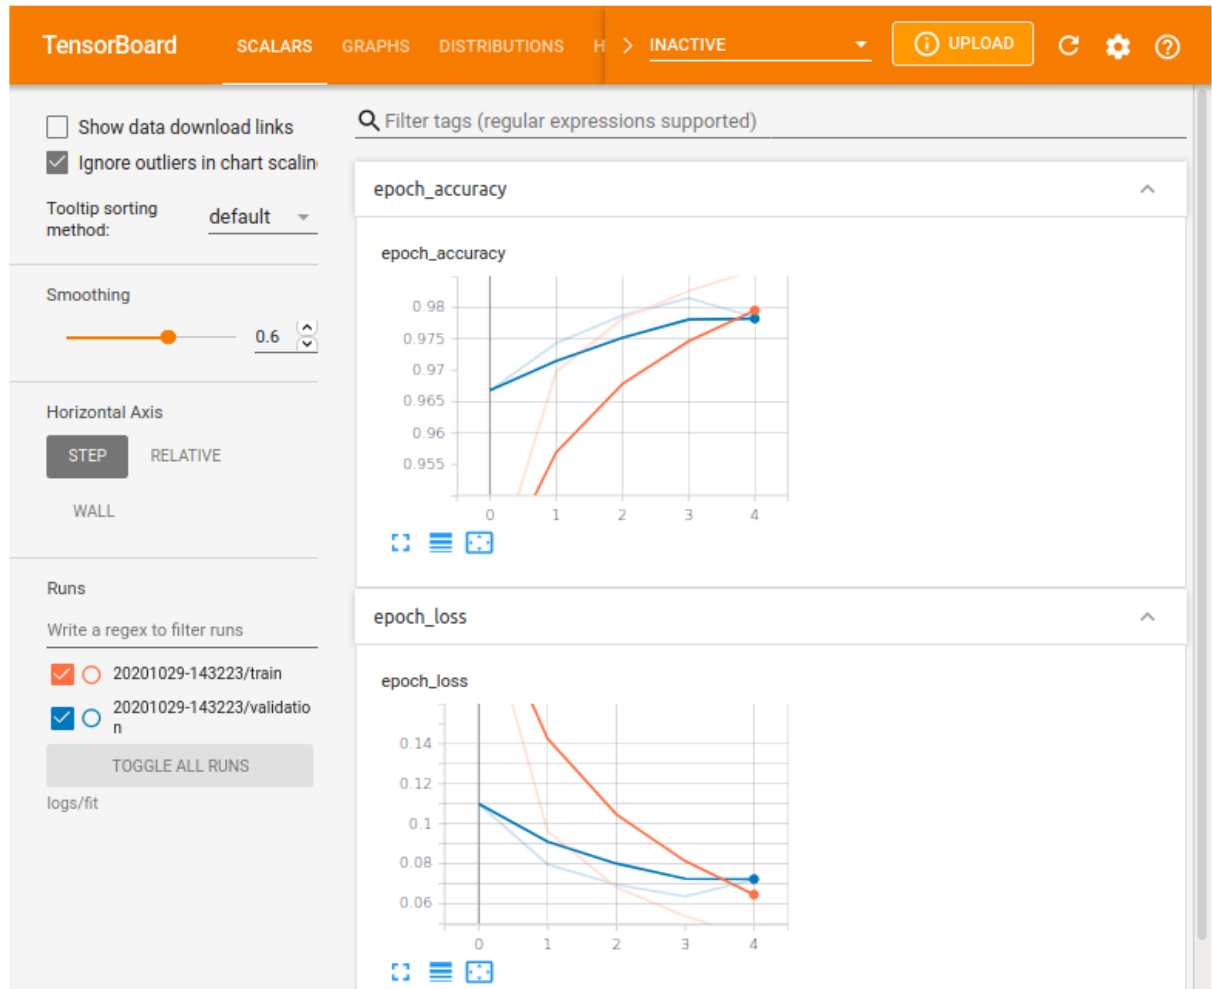 TensorBoard
SCALARS
GRAPHS
DISTRIBUTIONS
H
INACTIVE
UPLOAD
Show data download links
Ignore outliers in chart scalin
Tooltip sorting
method:
default
Smoothing
0.6
Horizontal Axis
STEP
RELATIVE
WALL
Runs
Write a regex to filter runs
20201029-143223/train
20201029-143223/validatio
n
TOGGLE ALL RUNS
logs/fit
Filter tags (regular expressions supported)
epoch_accuracy
epoch_accuracy
0.98
0.975
0.97
0.965
0.96
0.955
0 1 2 3 4
epoch_loss
epoch_loss
0.14
0.12
0.1
0.08
0.06
0 1 2 3 4